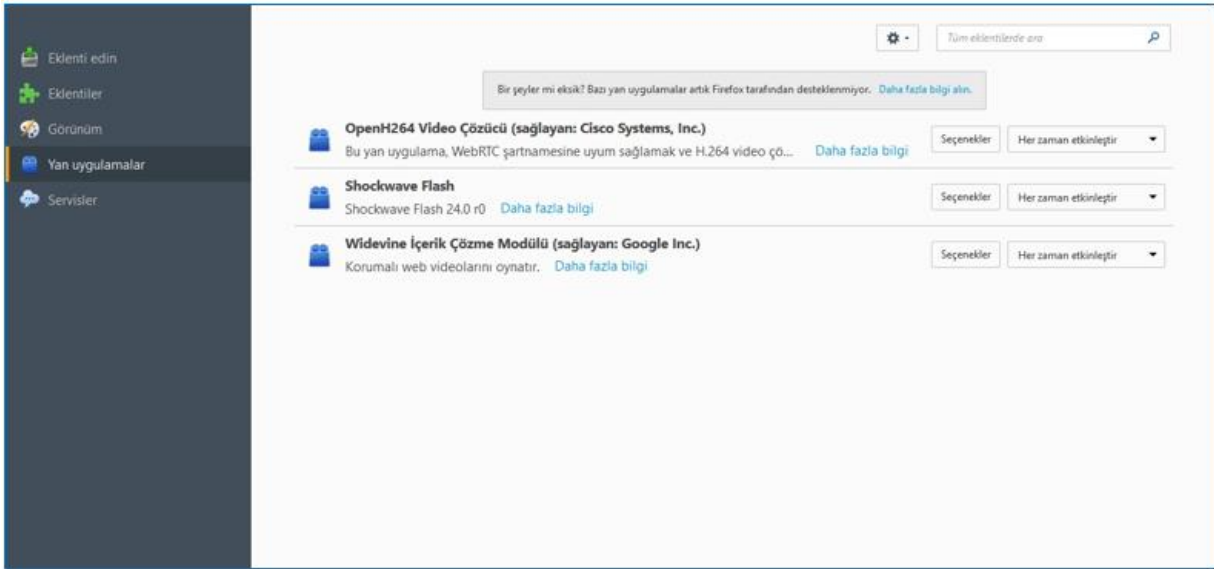 Tüm eklentilerde ara
Eklenti edin
Eklentiler
Görünüm
Yan uygulamalar
Servisler
Bir şeyler mi eksik? Bazı yan uygulamalar artık Firefox tarafından desteklenmiyor. Daha fazla bilgi alın.
OpenH264 Video Çözücü (sağlayan: Cisco Systems, Inc.)
Bu yan uygulama, WebRTC şartnamesine uyum sağlamak ve H.264 video çö... Daha fazla bilgi
Seçenekler Her zaman etkinleştir
Shockwave Flash
Shockwave Flash 24.0 r0 Daha fazla bilgi
Seçenekler Her zaman etkinleştir
Widevine İçerik Çözme Modülü (sağlayan: Google Inc.)
Korumalı web videolarını oynatır. Daha fazla bilgi
Seçenekler Her zaman etkinleştir